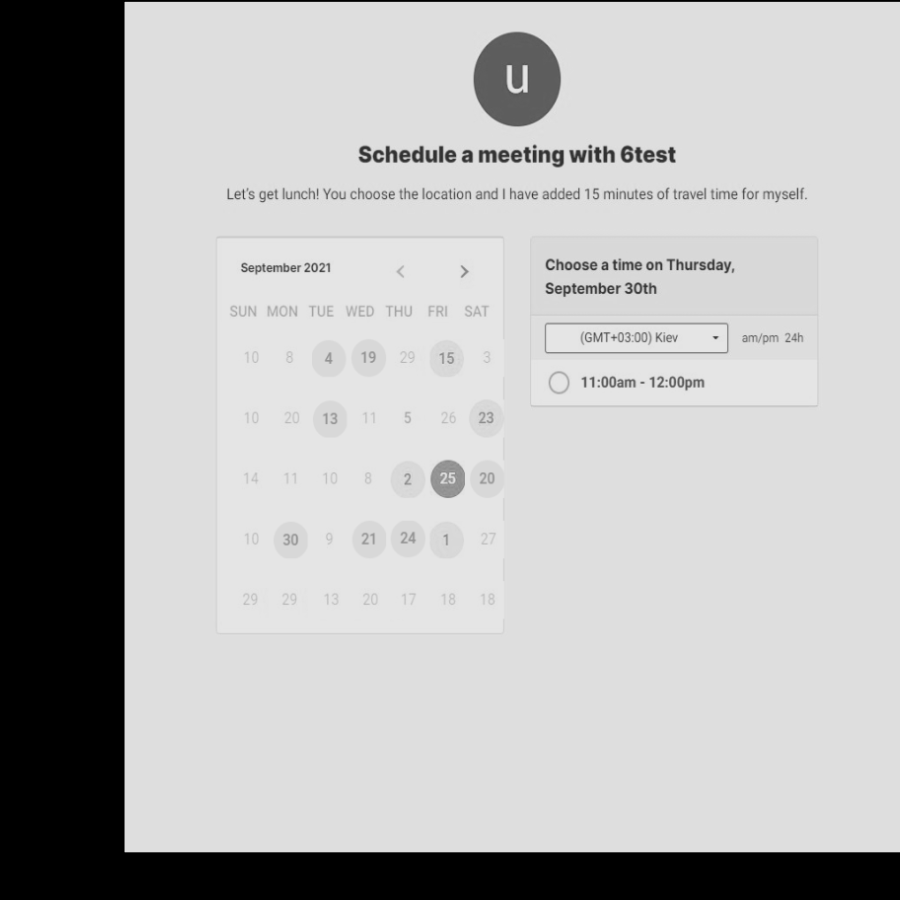 u
Schedule a meeting with 6test
Let's get lunch! You choose the location and I have added 15 minutes of travel time for myself.
September 2021
SUN MON TUE WED THU FRI SAT
10 8 4 19 29 15 3
10 20 13 11 5 26 23
14 11 10 8 2 25 20
10 30 9 21 24 1 27
29 29 13 20 17 18 18
Choose a time on Thursday,
September 30th
(GMT+03:00) Kiev am/pm 24h
11:00am - 12:00pm